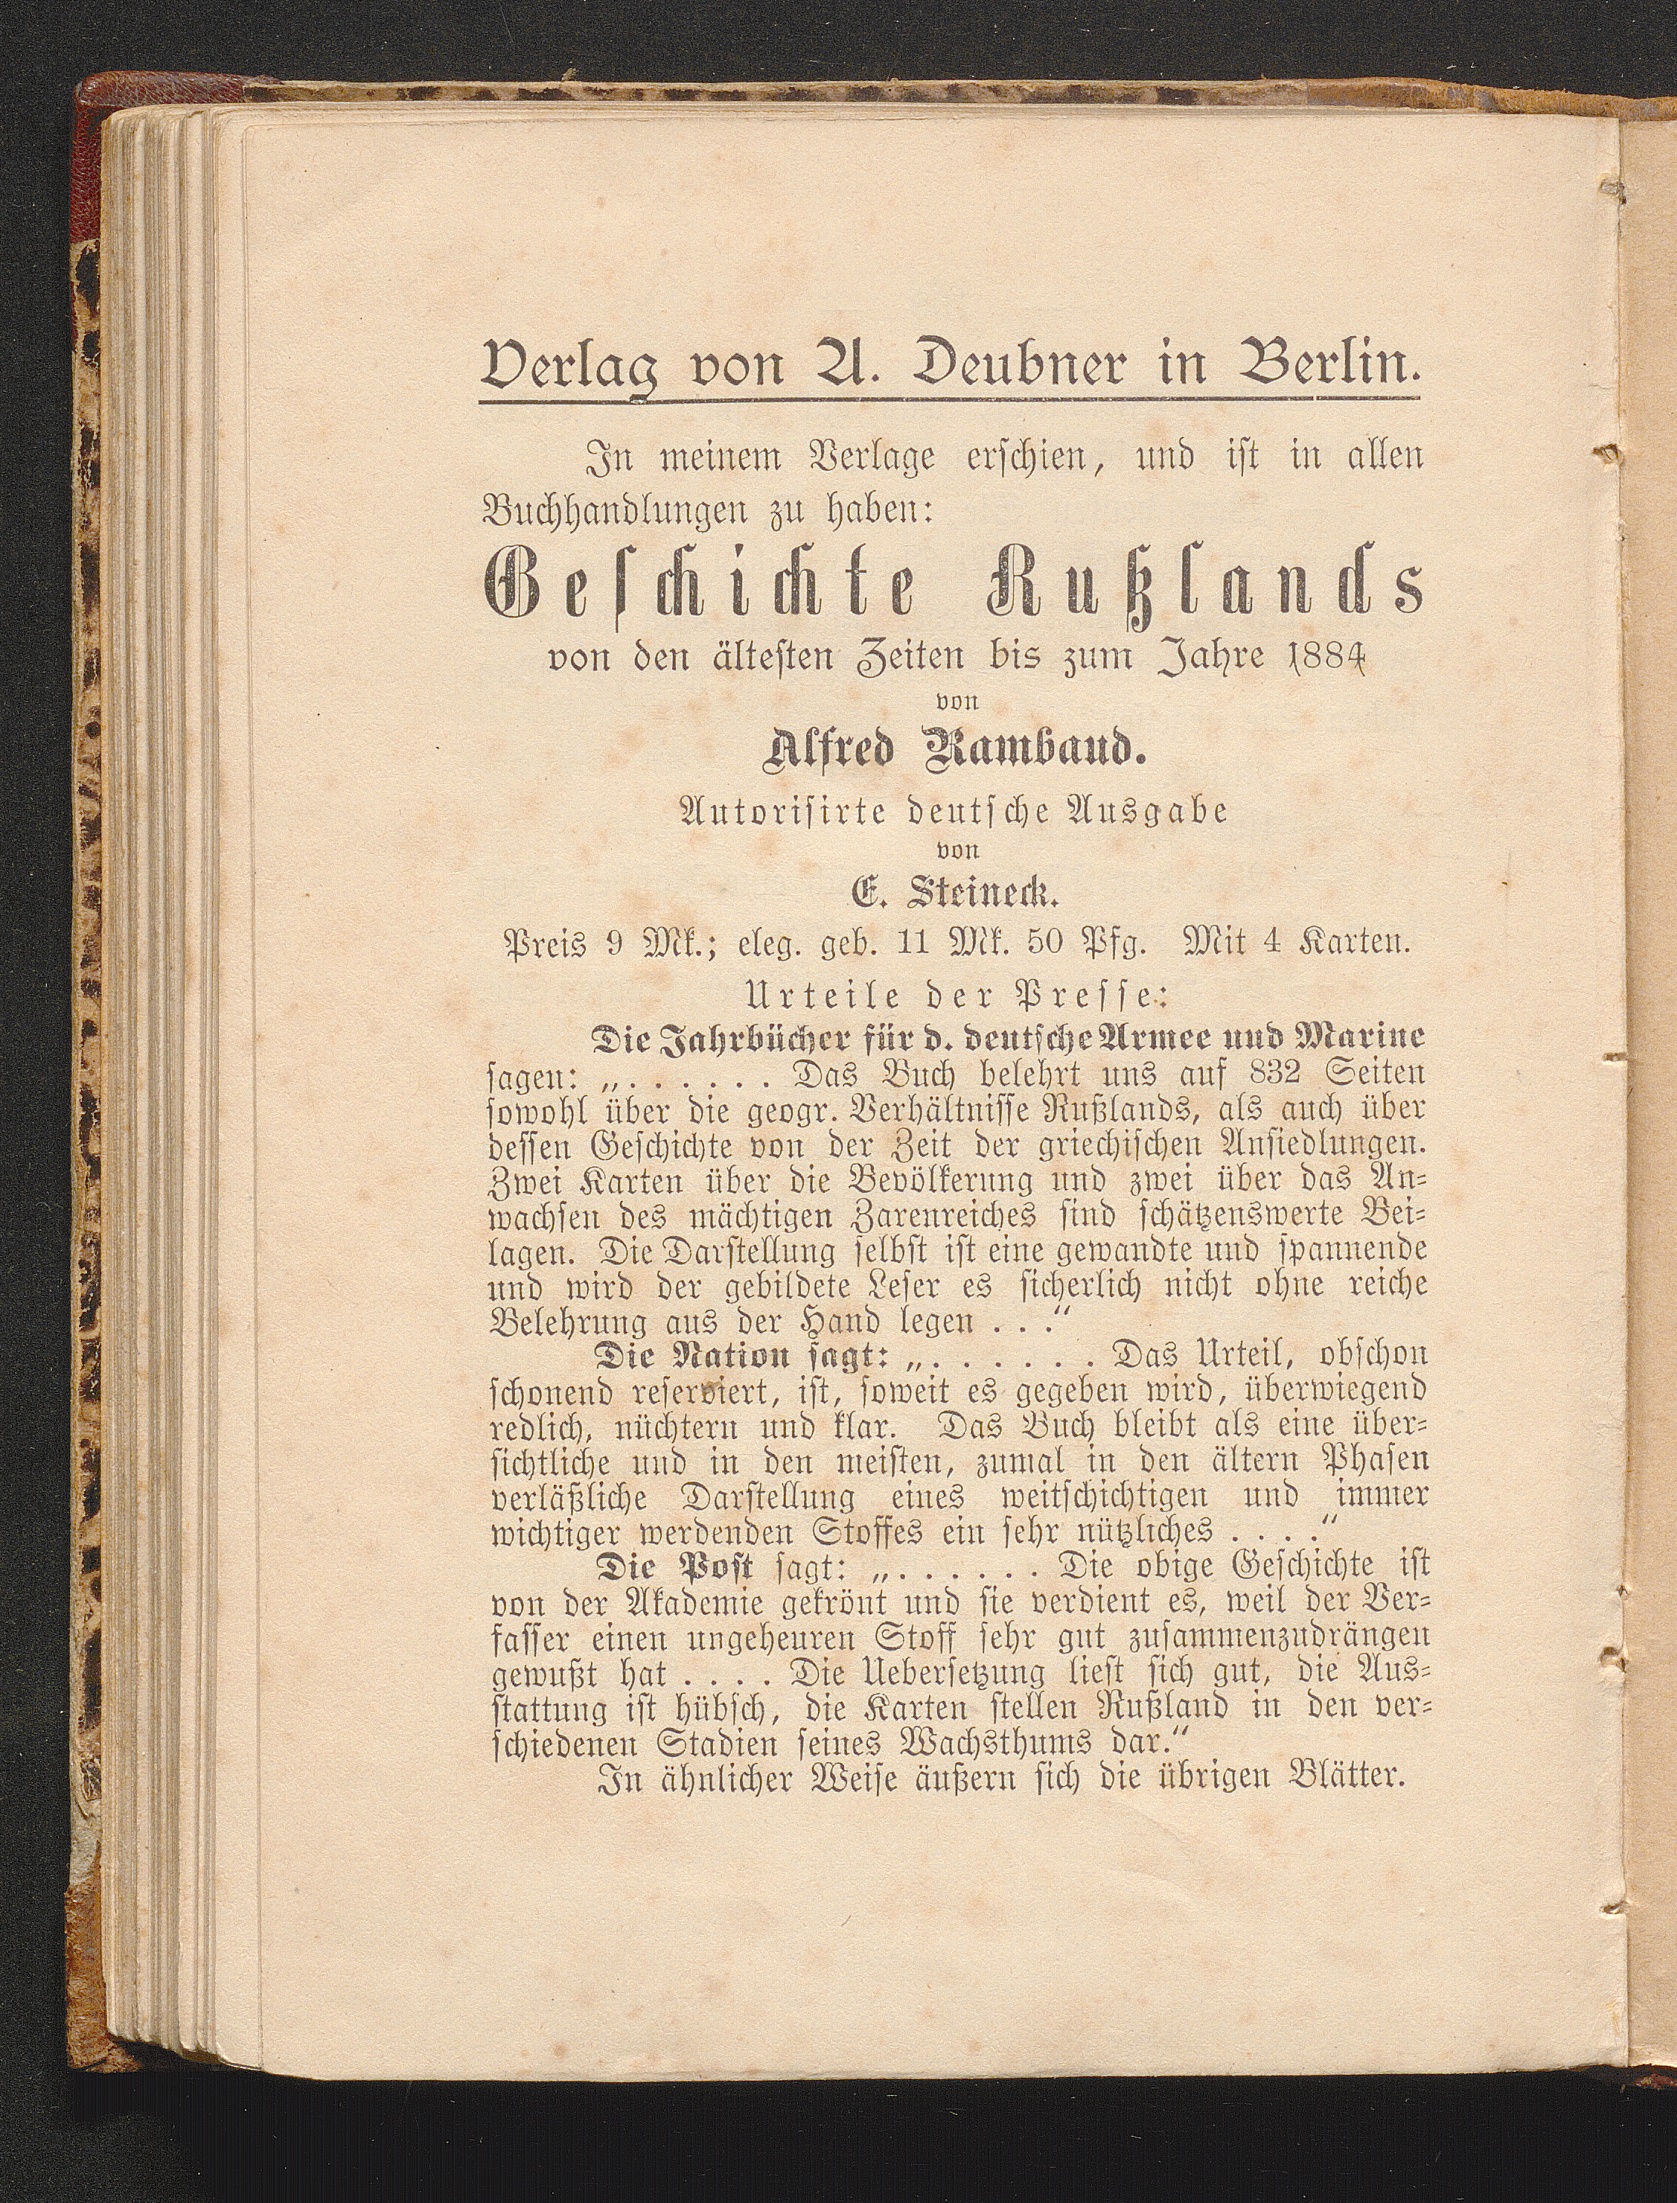 Verlag von A. Deubner in Berlin.
In meinem Verlage erschien, und ist in allen
Buchhandlungen zu haben:
Geschichte Rußlands
von den ältesten Zeiten bis zum Jahre 1884
von
Alfred Rambaud.
Autorisirte deutsche Ausgabe
von
E. Steineck.
Preis 9 Mk.; eleg. geb. 11 Mk. 50 Pfg. Mit 4 Karten.
Urteile der Presse:
Die Jahrbücher für d. deutsche Armee und Marine
sagen: „. . . . . . Das Buch belehrt uns auf 832 Seiten
sowohl über die geogr. Verhältnisse Rußlands, als auch über
dessen Geschichte von der Zeit der griechischen Ansiedlungen.
Zwei Karten über die Bevölkerung und zwei über das An-
wachsen des mächtigen Zarenreiches sind schätzenswerte Bei-
lagen. Die Darstellung selbst ist eine gewandte und spannende
und wird der gebildete Leser es sicherlich nicht ohne reiche
Belehrung aus der Hand legen . . .“
Die Nation sagt: „. . . . . . Das Urteil, obschon
schonend reserviert, ist, soweit es gegeben wird, überwiegend
redlich, nüchtern und klar. Das Buch bleibt als eine über-
sichtliche und in den meisten, zumal in den ältern Phasen
verläßliche Darstellung eines weitschichtigen und immer
wichtiger werdenden Stoffes ein sehr nützliches . . . .“
Die Post sagt: „. . . . . . Die obige Geschichte ist
von der Akademie gekrönt und sie verdient es, weil der Ver-
fasser einen ungeheuren Stoff sehr gut zusammenzudrängen
gewußt hat . . . . Die Uebersetzung liest sich gut, die Aus-
stattung ist hübsch, die Karten stellen Rußland in den ver-
schiedenen Stadien seines Wachsthums dar.“
In ähnlicher Weise äußern sich die übrigen Blätter.